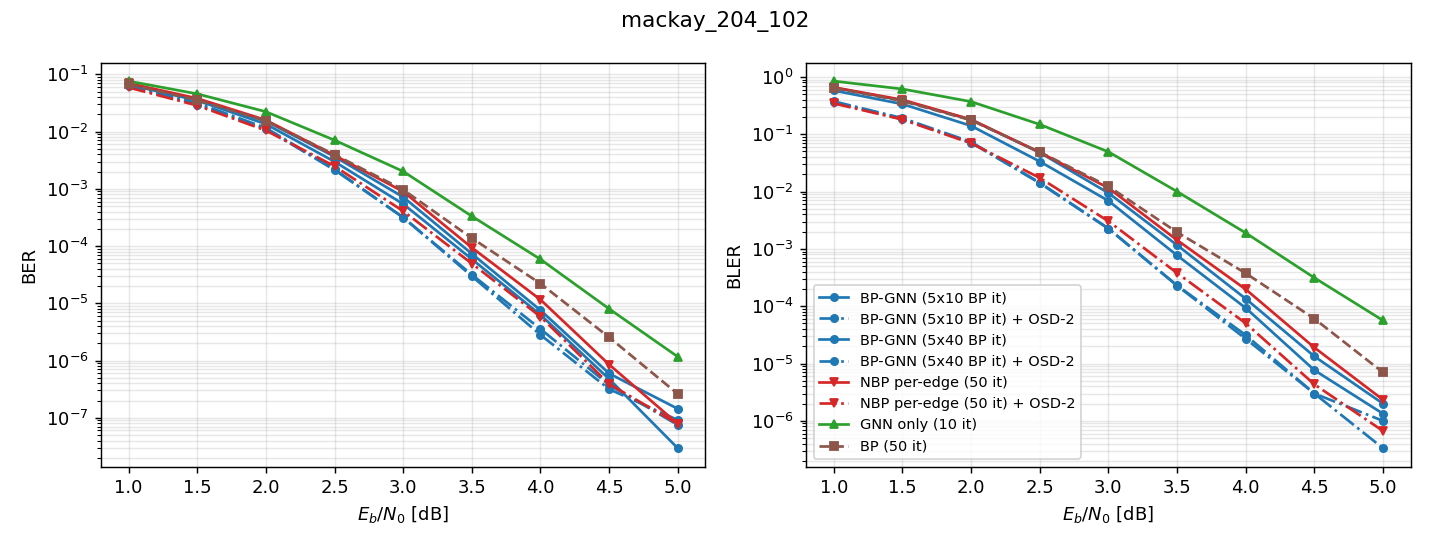 mackay_204_102
BER
10⁻¹
10⁻²
10⁻³
10⁻⁴
10⁻⁵
10⁻⁶
10⁻⁷
1.0 1.5 2.0 2.5 3.0 3.5 4.0 4.5 5.0
E_b/N_0 [dB]
BLER
10⁰
10⁻¹
10⁻²
10⁻³
10⁻⁴
10⁻⁵
10⁻⁶
BP-GNN (5x10 BP it)
BP-GNN (5x10 BP it) + OSD-2
BP-GNN (5x40 BP it)
BP-GNN (5x40 BP it) + OSD-2
NBP per-edge (50 it)
NBP per-edge (50 it) + OSD-2
GNN only (10 it)
BP (50 it)
1.0 1.5 2.0 2.5 3.0 3.5 4.0 4.5 5.0
E_b/N_0 [dB]